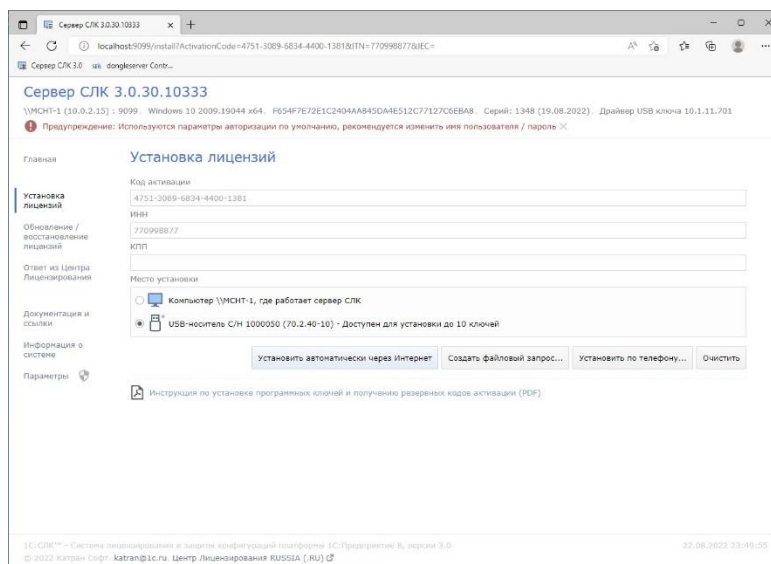 Сервер СЛК 3.0.30.10333
localhost:9099/install?ActivationCode=4751-3089-6834-4400-1381&ITN=770998877&IEC=
Сервер СЛК 3.0
dongleserver Contr...
Сервер СЛК 3.0.30.10333
\\МСНТ-1 (10.0.2.15) : 9099, Windows 10 2009.19044 x64, F654F7E72E1C2404AA845DA4E512C77127C6EBA8, Серий: 1348 (19.08.2022), Драйвер USB ключа 10.1.11.701
Предупреждение: Используются параметры авторизации по умолчанию, рекомендуется изменить имя пользователя / пароль
Главная
Установка лицензий
Обновление / восстановление лицензий
Ответ из Центра Лицензирования
Документация и ссылки
Информация о системе
Параметры
Установка лицензий
Код активации
4751-3089-6834-4400-1381
ИНН
770998877
КПП
Место установки
Компьютер \\МСНТ-1, где работает сервер СЛК
USB-носитель С/Н 1000050 (70.2.40-10) - Доступен для установки до 10 ключей
Установить автоматически через Интернет
Создать файловый запрос...
Установить по телефону...
Очистить
Инструкция по установке программных ключей и получению резервных кодов активации (PDF)
1С:СЛК™ – Система лицензирования и защиты конфигураций платформы 1С:Предприятие 8, версия 3.0
22.08.2022 23:49:55
© 2022 Катран Софт. katran@1c.ru. Центр Лицензирования RUSSIA (.RU)